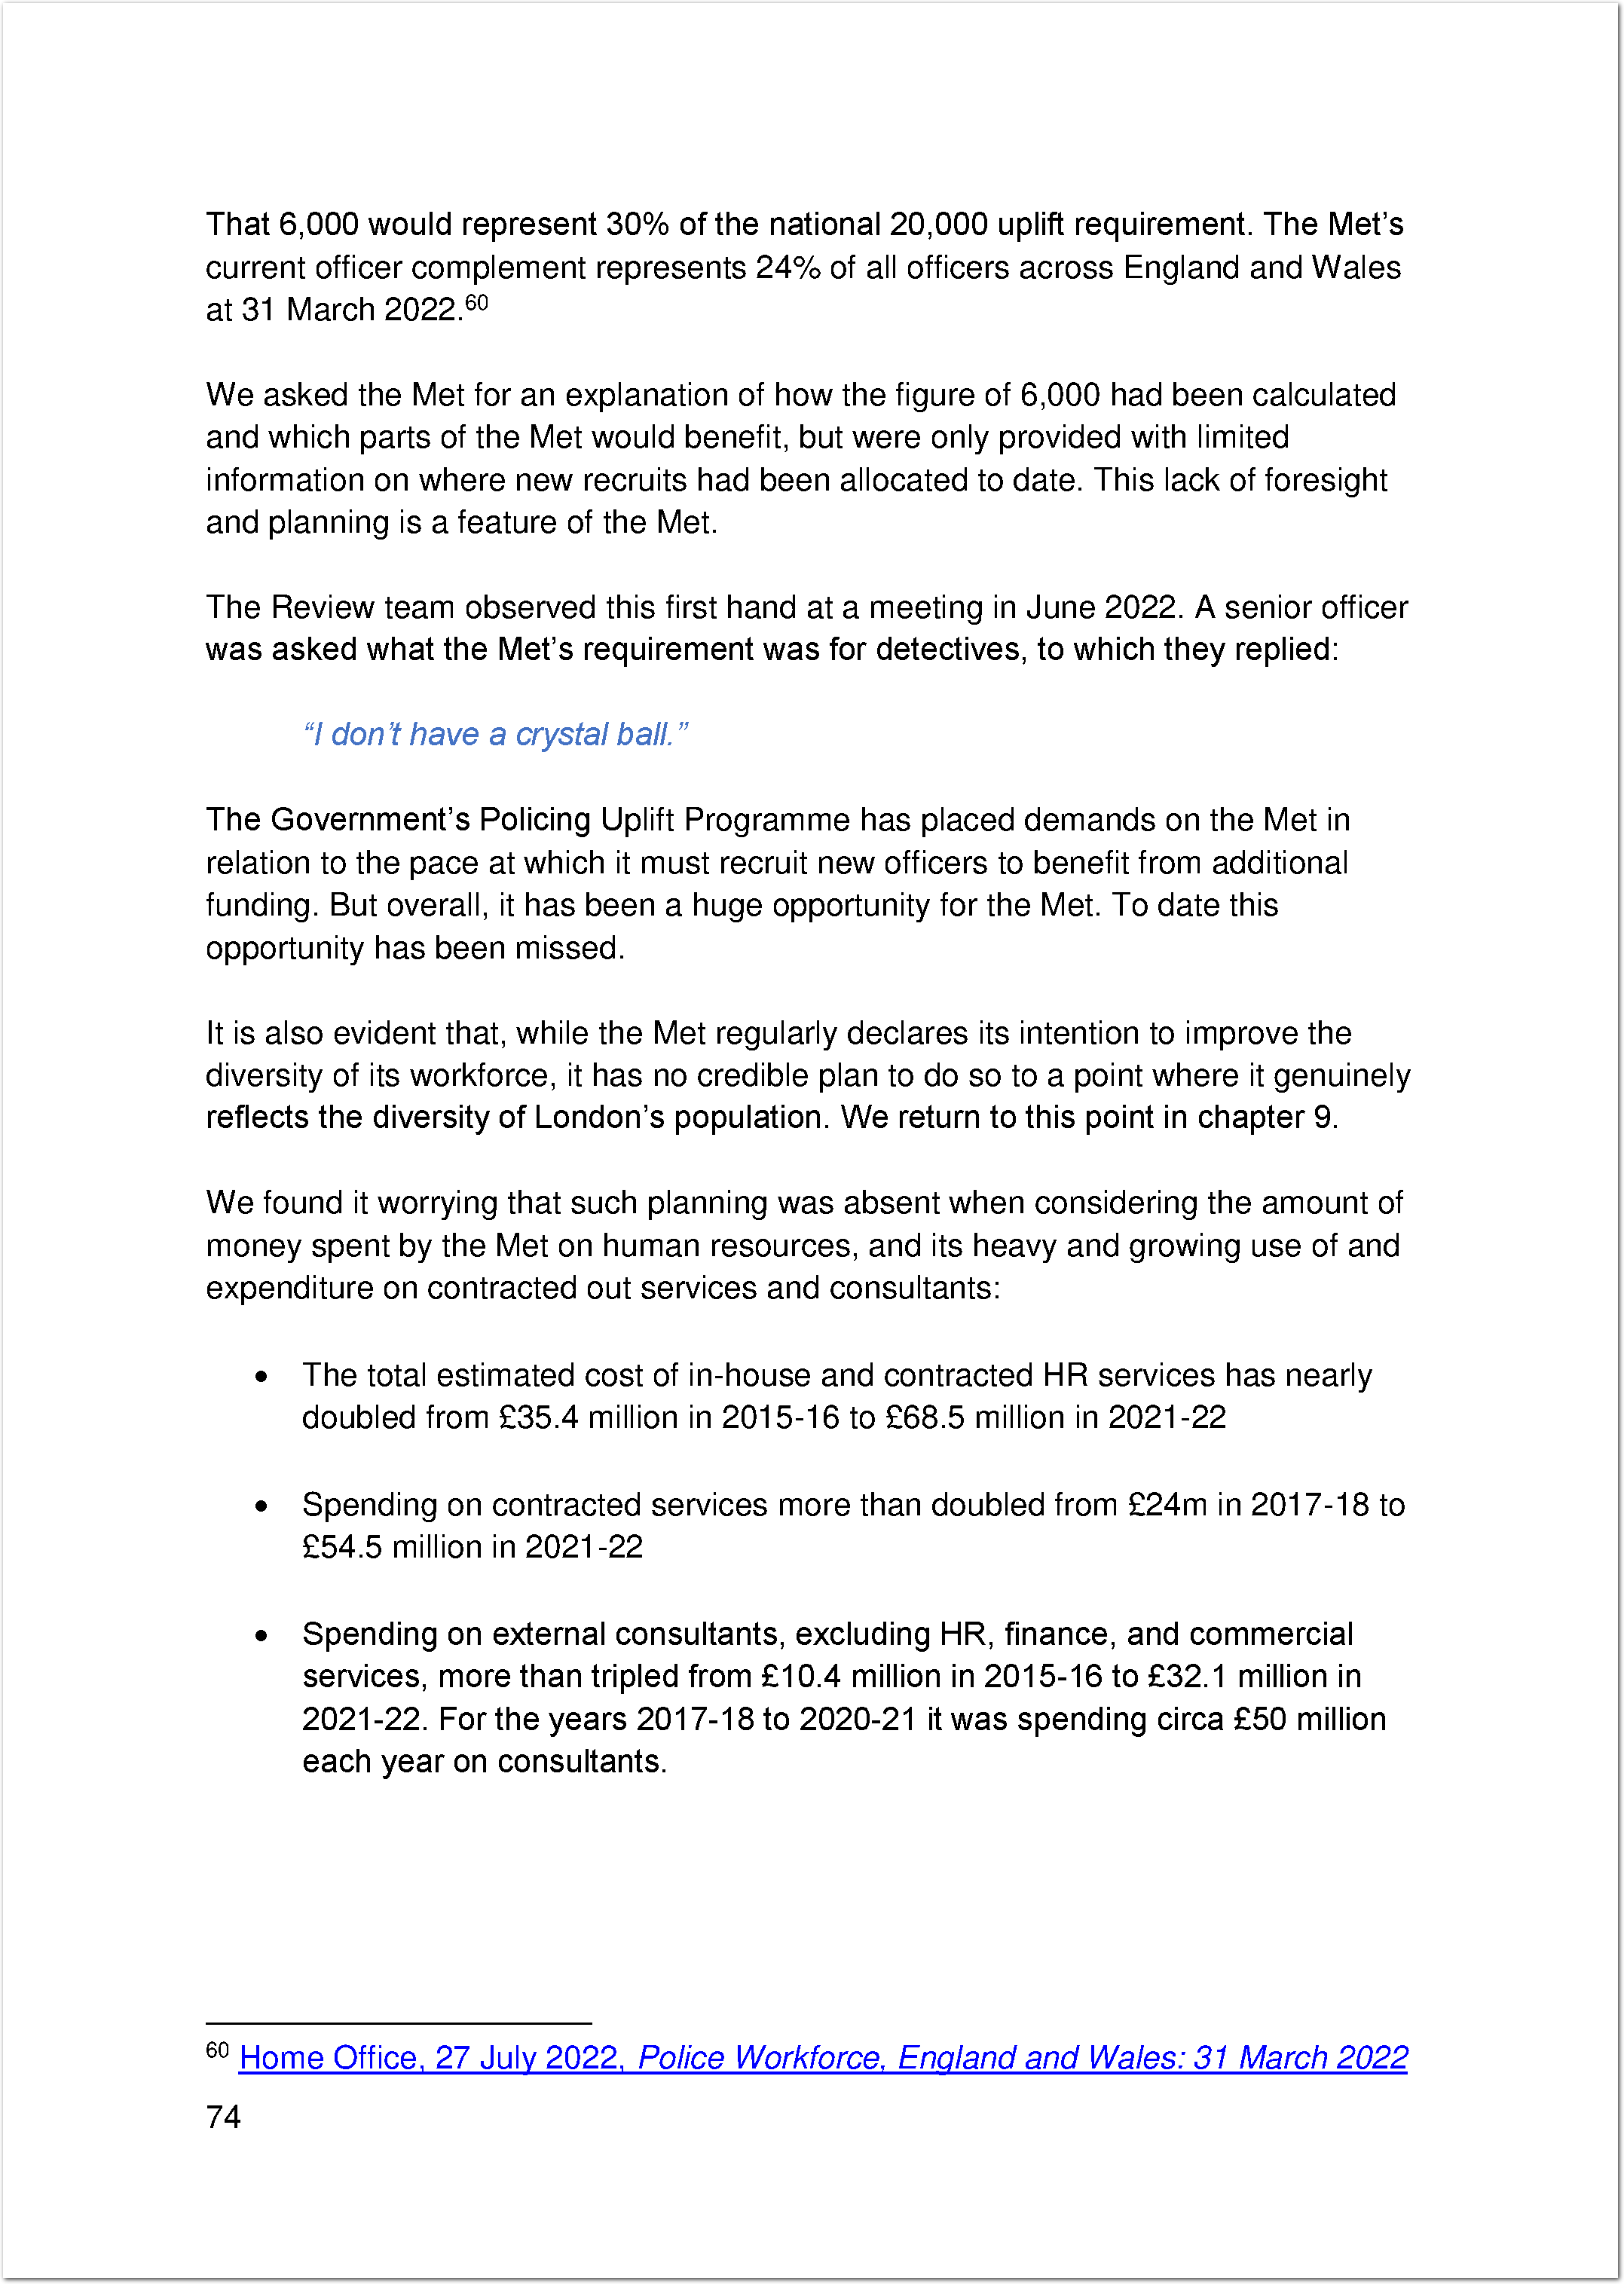 That 6,000 would represent 30% of the national 20,000 uplift requirement. The Met’s
current officer complement represents 24% of all officers across England and Wales
at 31 March 2022.60
We asked the Met for an explanation of how the figure of 6,000 had been calculated
and which parts of the Met would benefit, but were only provided with limited
information on where new recruits had been allocated to date. This lack of foresight
and planning is a feature of the Met.
The Review team observed this first hand at a meeting in June 2022. A senior officer
was asked what the Met’s requirement was for detectives, to which they replied:
“I don’t have a crystal ball.”
The Government’s Policing Uplift Programme has placed demands on the Met in
relation to the pace at which it must recruit new officers to benefit from additional
funding. But overall, it has been a huge opportunity for the Met. To date this
opportunity has been missed.
It is also evident that, while the Met regularly declares its intention to improve the
diversity of its workforce, it has no credible plan to do so to a point where it genuinely
reflects the diversity of London’s population. We return to this point in chapter 9.
We found it worrying that such planning was absent when considering the amount of
money spent by the Met on human resources, and its heavy and growing use of and
expenditure on contracted out services and consultants:
• The total estimated cost of in-house and contracted HR services has nearly
doubled from £35.4 million in 2015-16 to £68.5 million in 2021-22
• Spending on contracted services more than doubled from £24m in 2017-18 to
£54.5 million in 2021-22
• Spending on external consultants, excluding HR, finance, and commercial
services, more than tripled from £10.4 million in 2015-16 to £32.1 million in
2021-22. For the years 2017-18 to 2020-21 it was spending circa £50 million
each year on consultants.
60 Home Office, 27 July 2022, Police Workforce, England and Wales: 31 March 2022
74